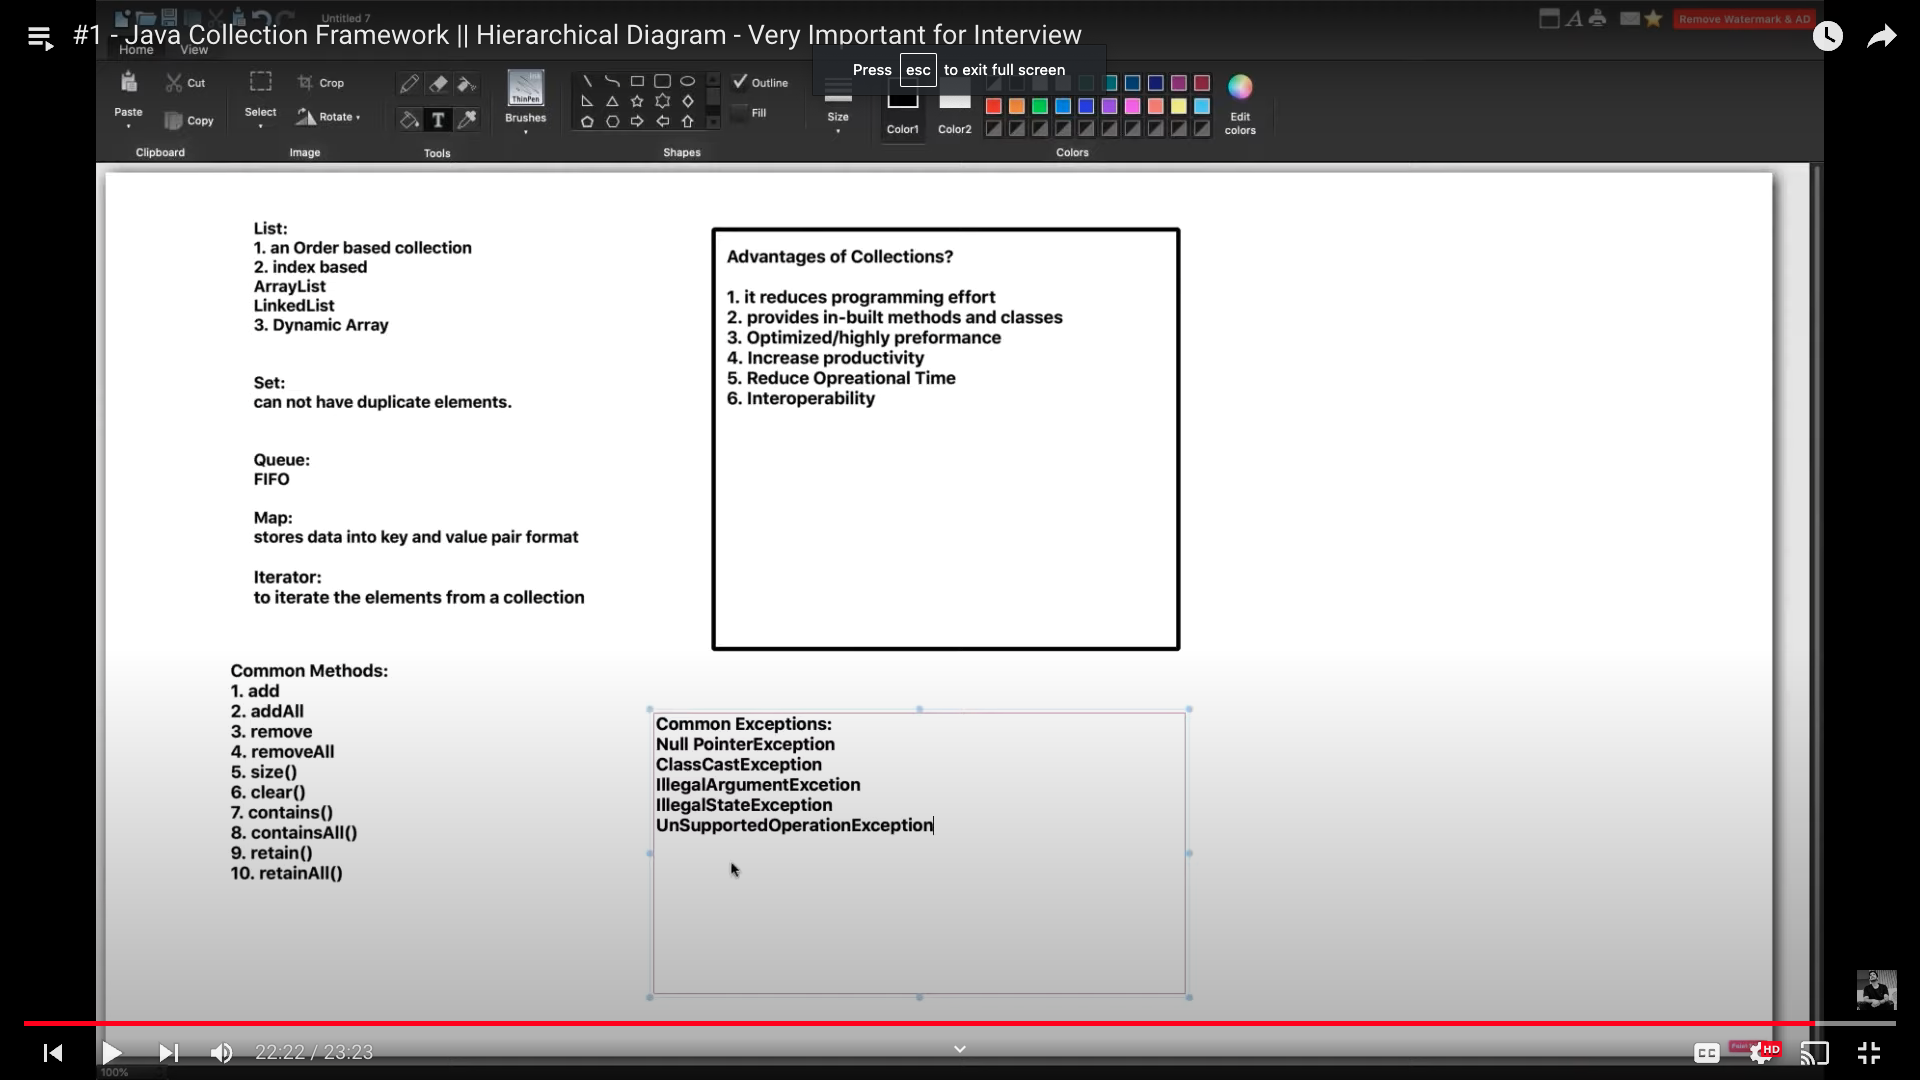 Untitled 7
Remove Watermark & AD
#1 - Java Collection Framework || Hierarchical Diagram - Very Important for Interview
Home View
Press esc to exit full screen
Cut
Crop
Outline
Paste
Copy
Select
Rotate
ThinPen
Brushes
Fill
Size
Color1
Color2
Edit
colors
Clipboard
Image
Tools
Shapes
Colors
List:
1. an Order based collection
2. index based
ArrayList
LinkedList
3. Dynamic Array
Set:
can not have duplicate elements.
Queue:
FIFO
Map:
stores data into key and value pair format
Iterator:
to iterate the elements from a collection
Advantages of Collections?
1. it reduces programming effort
2. provides in-built methods and classes
3. Optimized/highly preformance
4. Increase productivity
5. Reduce Opreational Time
6. Interoperability
Common Methods:
1. add
2. addAll
3. remove
4. removeAll
5. size()
6. clear()
7. contains()
8. containsAll()
9. retain()
10. retainAll()
Common Exceptions:
Null PointerException
ClassCastException
IllegalArgumentExcetion
IllegalStateException
UnSupportedOperationException
22:22 / 23:23
CC
HD
100%